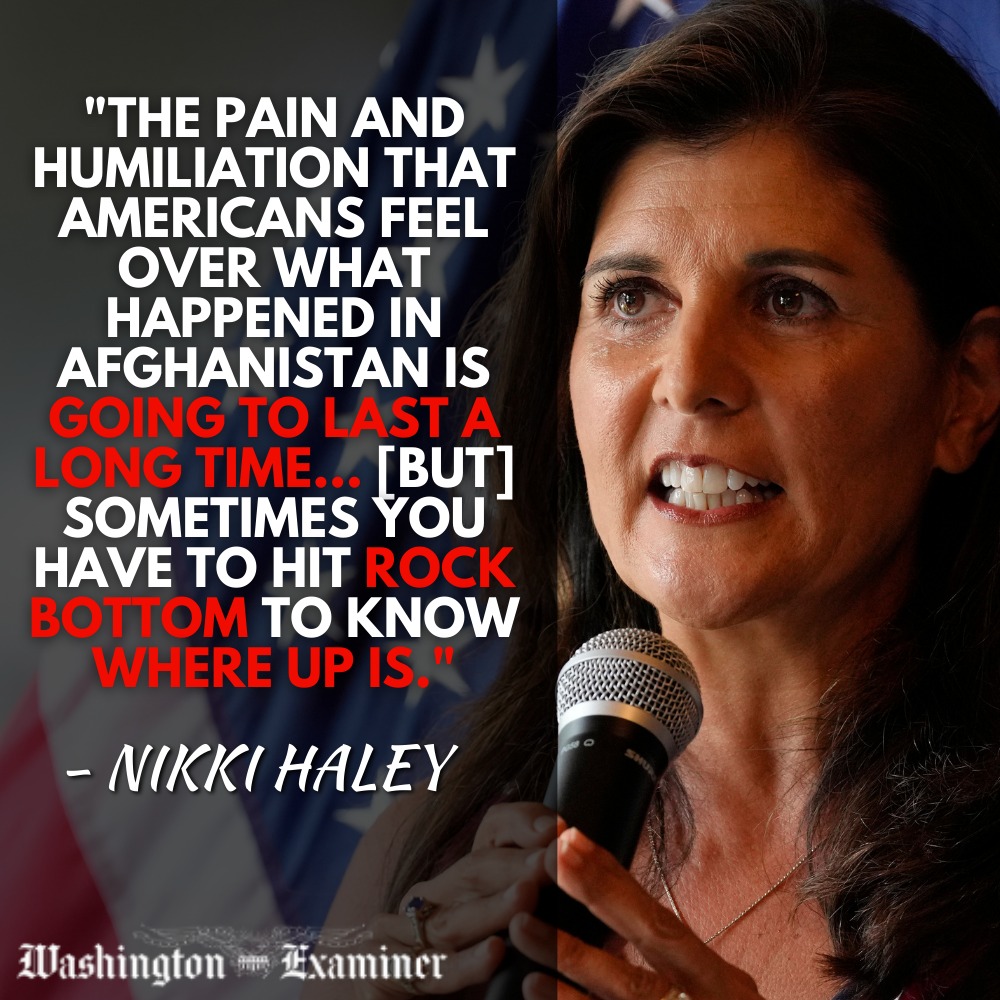 "THE PAIN AND
HUMILIATION THAT
AMERICANS FEEL
OVER WHAT
HAPPENED IN
AFGHANISTAN IS
GOING TO LAST A
LONG TIME... [BUT]
SOMETIMES YOU
HAVE TO HIT ROCK
BOTTOM TO KNOW
WHERE UP IS."
– NIKKI HALEY
Washington Examiner